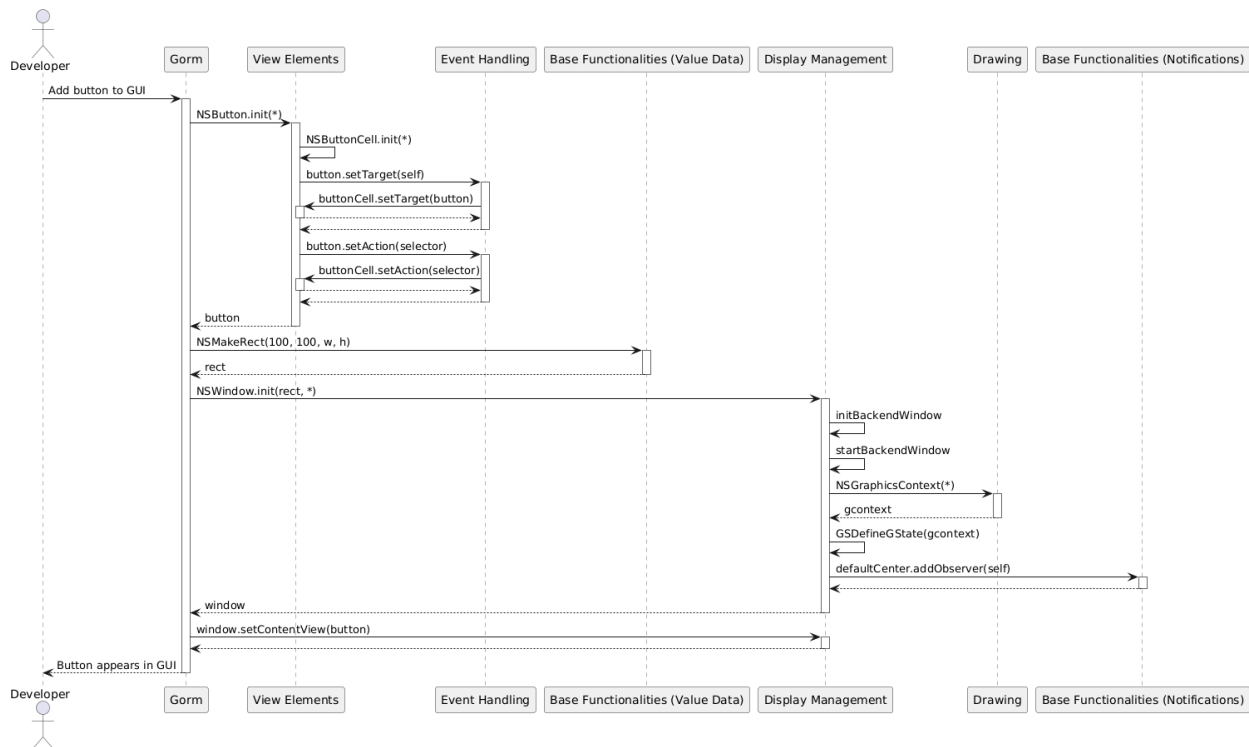 Developer
Gorm
View Elements
Event Handling
Base Functionalities (Value Data)
Display Management
Drawing
Base Functionalities (Notifications)
Add button to GUI
NSButton.init(*)
NSButtonCell.init(*)
button.setTarget(self)
buttonCell.setTarget(button)
button.setAction(selector)
buttonCell.setAction(selector)
button
NSMakeRect(100, 100, w, h)
rect
NSWindow.init(rect, *)
initBackendWindow
startBackendWindow
NSGraphicsContext(*)
gcontext
GSDefineGState(gcontext)
defaultCenter.addObserver(self)
window
window.setContentView(button)
Button appears in GUI
Developer
Gorm
View Elements
Event Handling
Base Functionalities (Value Data)
Display Management
Drawing
Base Functionalities (Notifications)